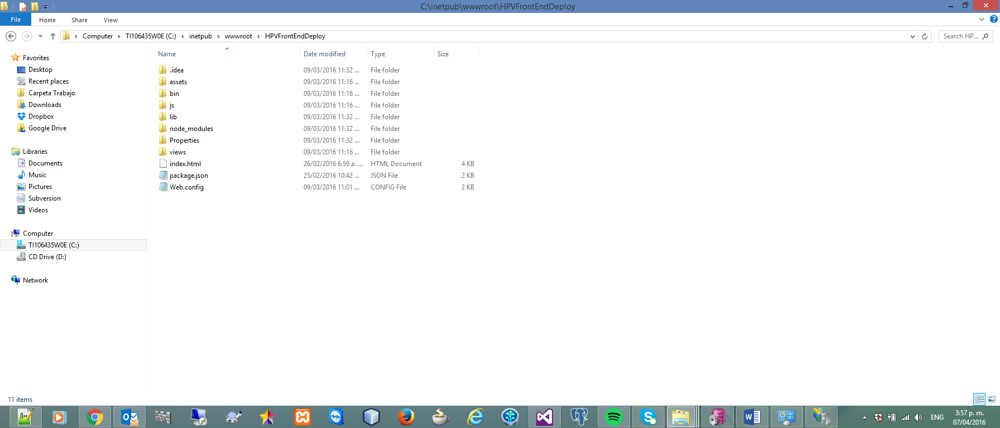 C:\inetpub\wwwroot\HPVFrontEndDeploy
File Home Share View
Computer TI106435W0E (C:) inetpub wwwroot HPVFrontEndDeploy
Search HP...
Name Date modified Type Size
Favorites
Desktop
Recent places
Carpeta Trabajo
Downloads
Dropbox
Google Drive
Libraries
Documents
Music
Pictures
Subversion
Videos
Computer
TI106435W0E (C:)
CD Drive (D:)
Network
.idea 09/03/2016 11:32 ... File folder
assets 09/03/2016 11:16 ... File folder
bin 09/03/2016 11:16 ... File folder
js 09/03/2016 11:16 ... File folder
lib 09/03/2016 11:32 ... File folder
node_modules 09/03/2016 11:32 ... File folder
Properties 09/03/2016 11:32 ... File folder
views 09/03/2016 11:16 ... File folder
index.html 26/02/2016 6:59 a. ... HTML Document 4 KB
package.json 25/02/2016 10:42 ... JSON File 2 KB
Web.config 09/03/2016 11:01 ... CONFIG File 2 KB
11 items
ENG
3:57 p. m.
07/04/2016